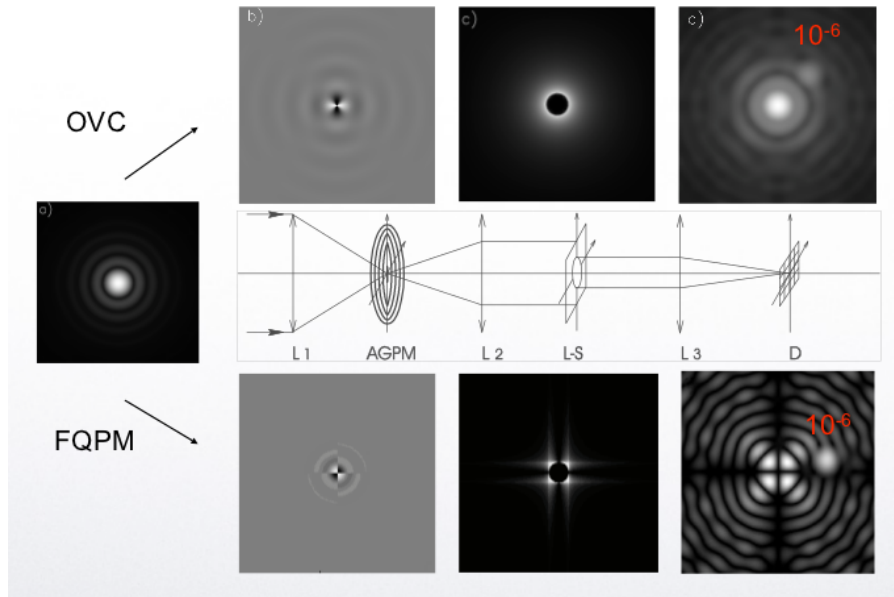 b)
c)
c)
10-6
OVC
a)
L 1
AGPM
L 2
L-S
L 3
D
FQPM
10-6